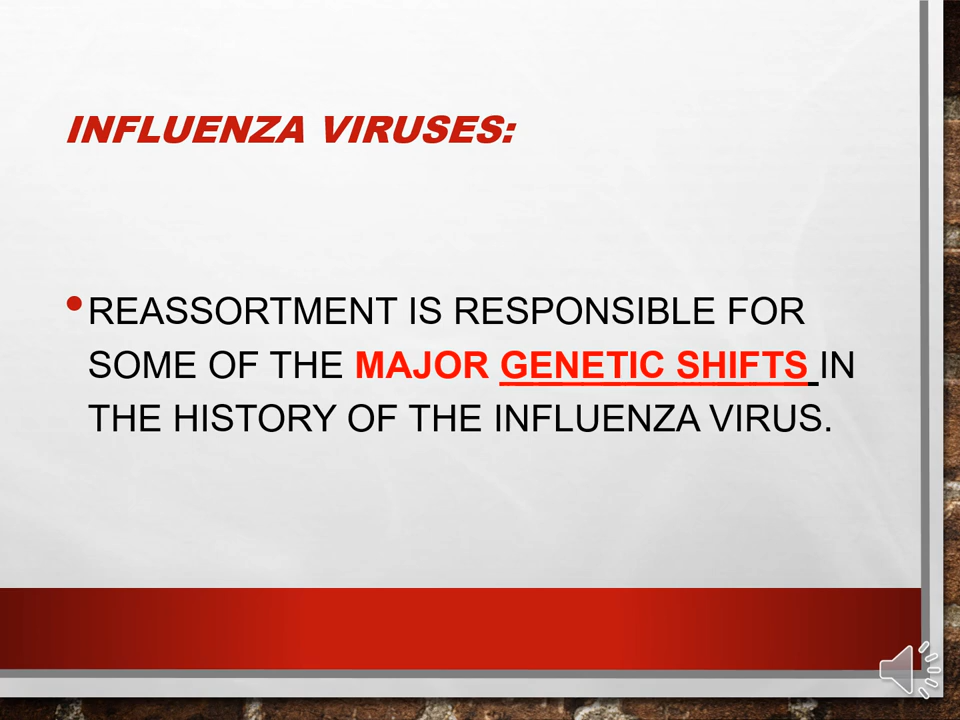 INFLUENZA VIRUSES:
•REASSORTMENT IS RESPONSIBLE FOR
SOME OF THE MAJOR GENETIC SHIFTS IN
THE HISTORY OF THE INFLUENZA VIRUS.